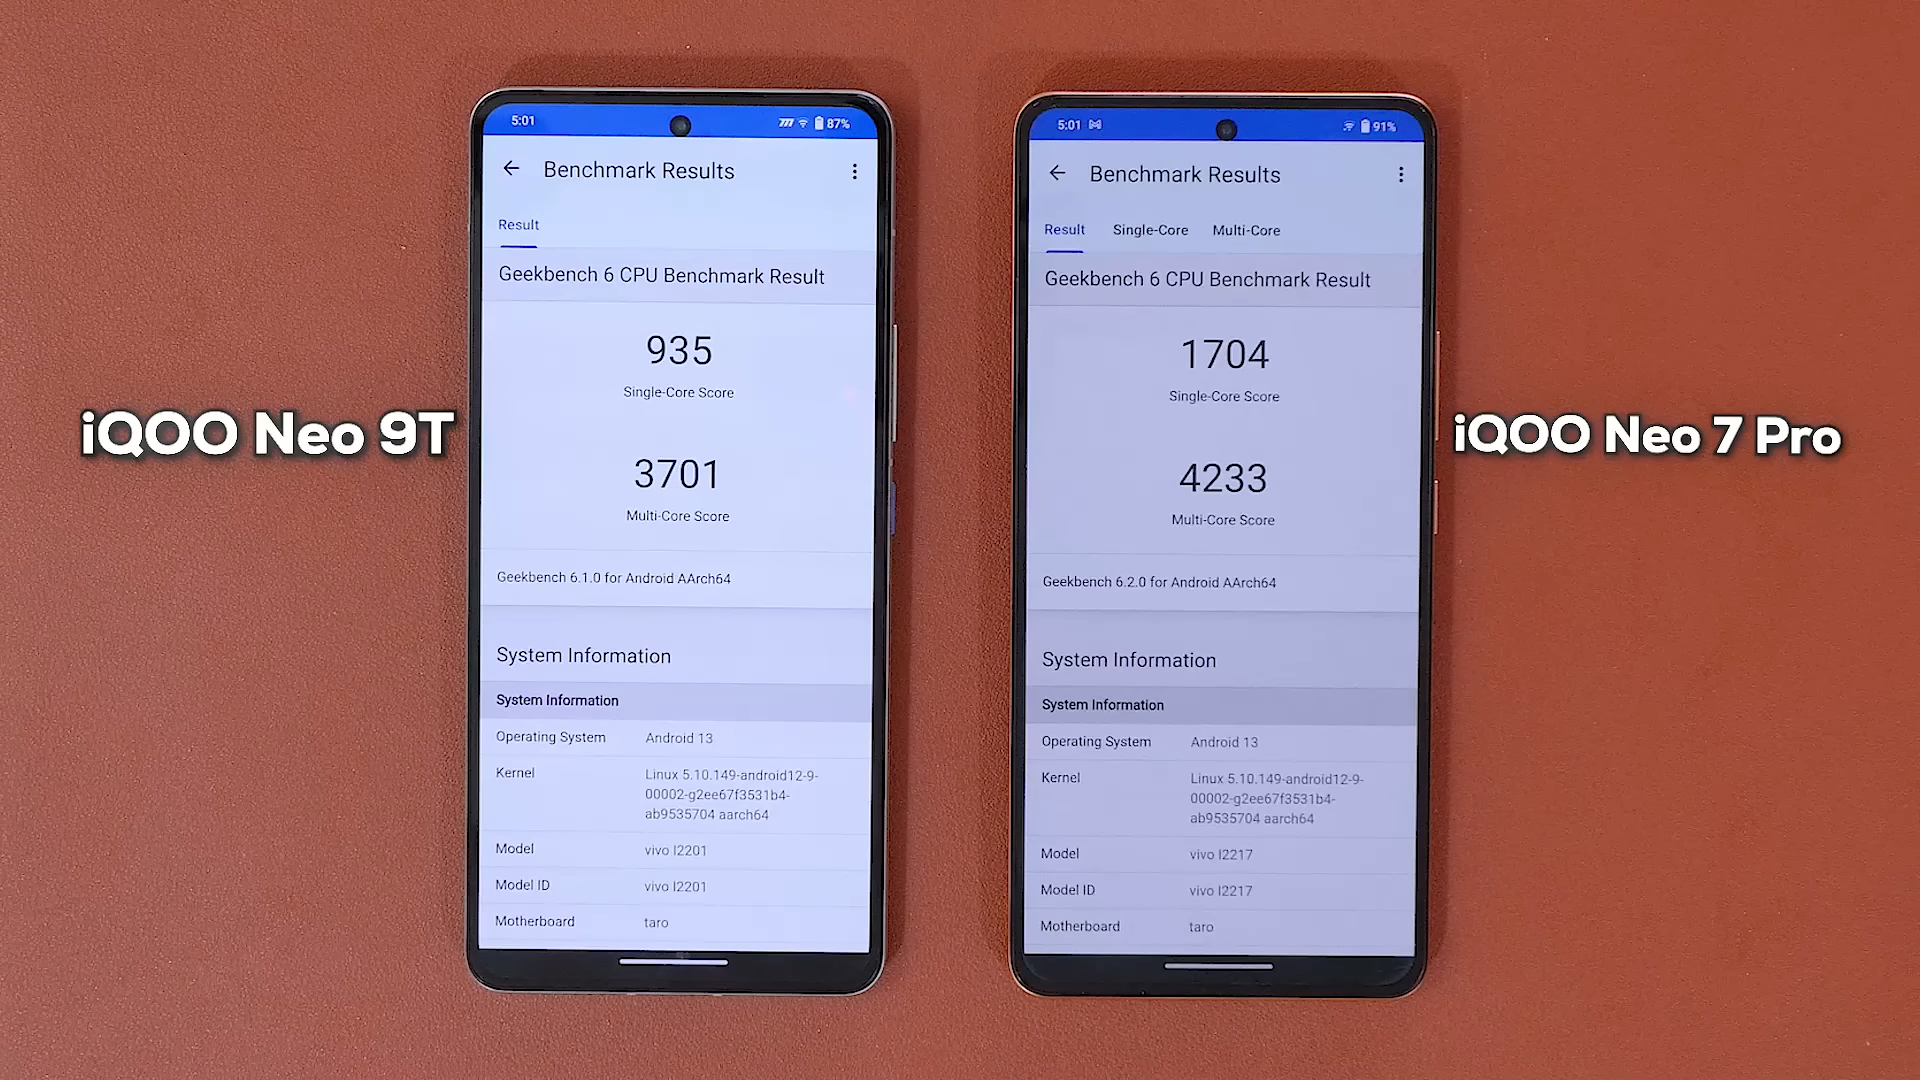 iQOO Neo 9T
5:01
87%
Benchmark Results
Result
Geekbench 6 CPU Benchmark Result
935
Single-Core Score
3701
Multi-Core Score
Geekbench 6.1.0 for Android AArch64
System Information
System Information
Operating System Android 13
Kernel Linux 5.10.149-android12-9-
00002-g2ee67f3531b4-
ab9535704 aarch64
Model vivo I2201
Model ID vivo I2201
Motherboard taro
5:01
91%
Benchmark Results
Result Single-Core Multi-Core
Geekbench 6 CPU Benchmark Result
1704
Single-Core Score
4233
Multi-Core Score
Geekbench 6.2.0 for Android AArch64
System Information
System Information
Operating System Android 13
Kernel Linux 5.10.149-android12-9-
00002-g2ee67f3531b4-
ab9535704 aarch64
Model vivo I2217
Model ID vivo I2217
Motherboard taro
iQOO Neo 7 Pro